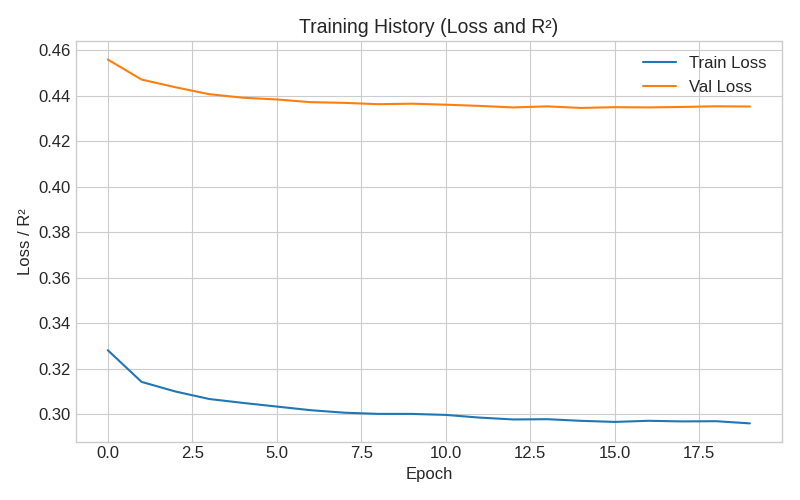 Training History (Loss and R²)
Train Loss
Val Loss
Loss / R²
0.46
0.44
0.42
0.40
0.38
0.36
0.34
0.32
0.30
0.0 2.5 5.0 7.5 10.0 12.5 15.0 17.5
Epoch